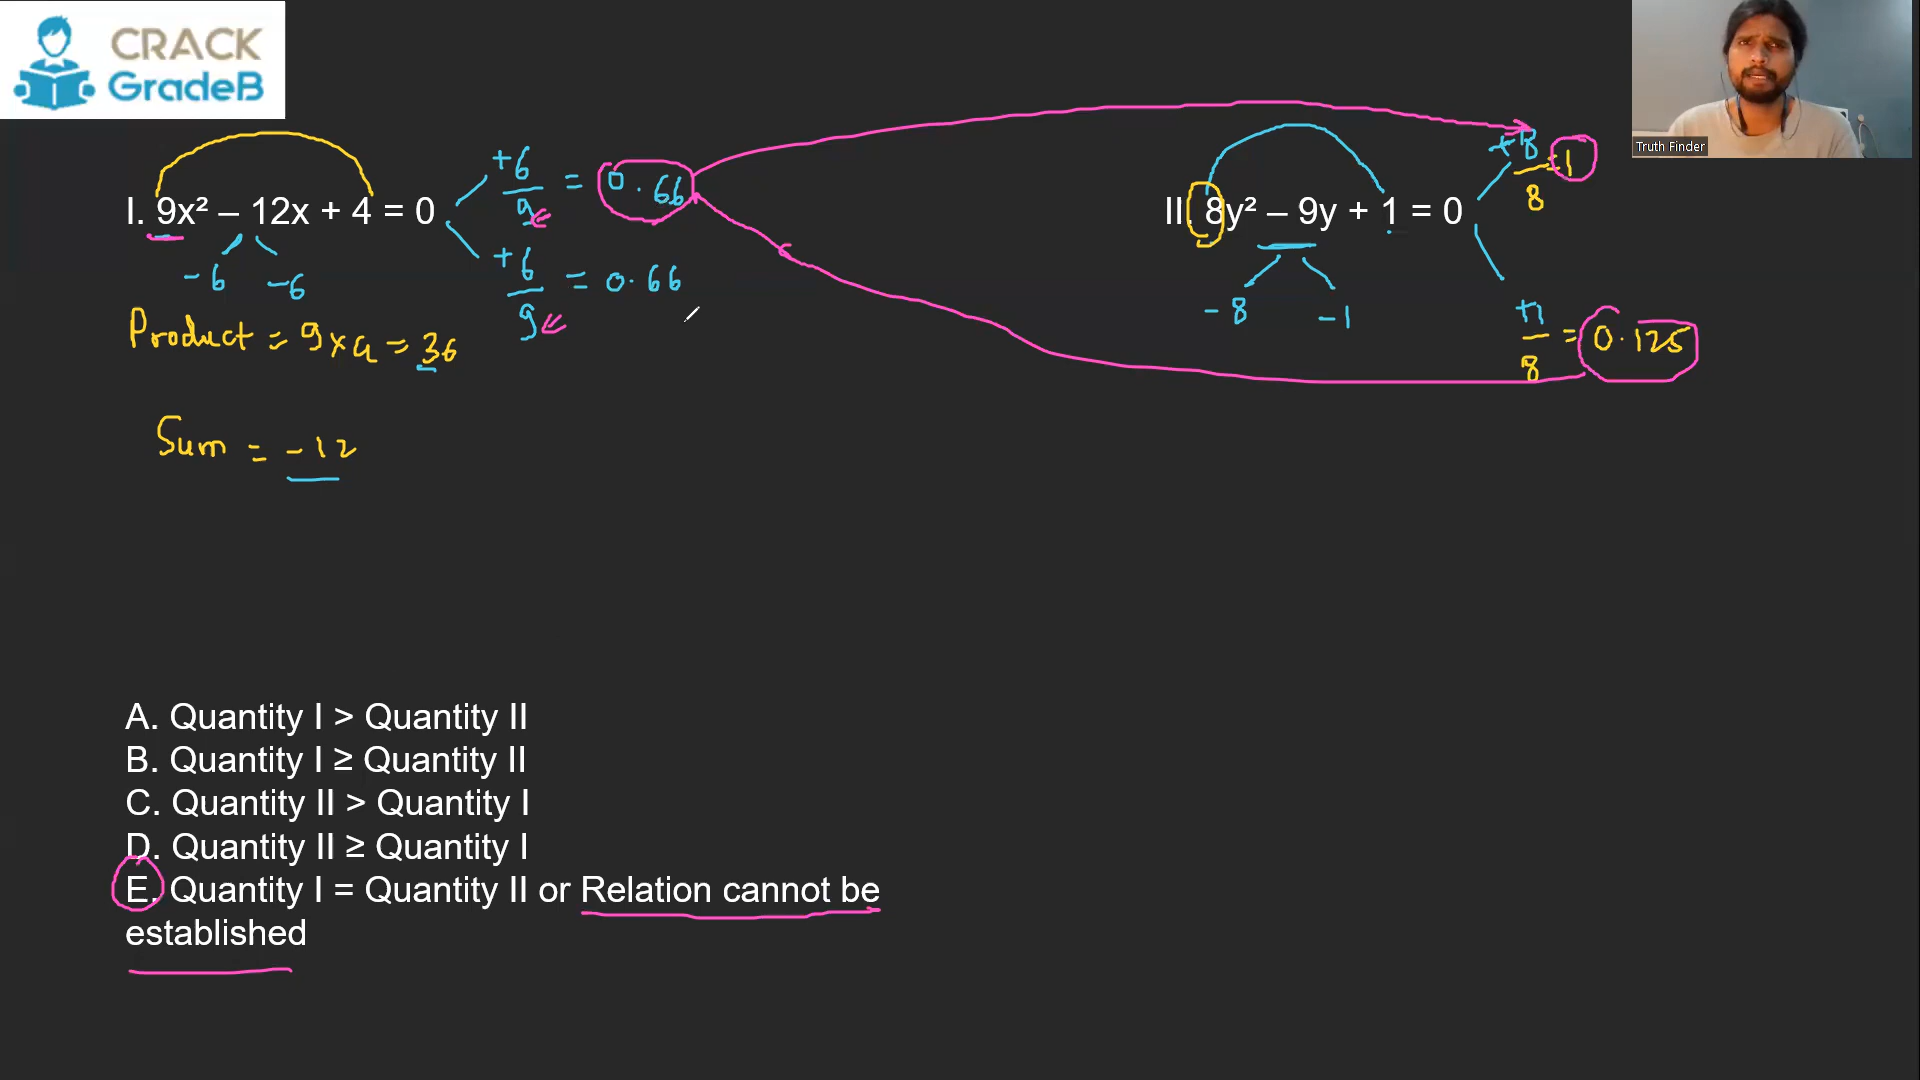 CRACK
GradeB
Truth Finder
I. 9x² – 12x + 4 = 0
+6/9 = 0.66
+6/9 = 0.66
-6 -6
Product = 9x4 = 36
Sum = -12
II. 8y² – 9y + 1 = 0
+8/8 = 1
-8 -1
+1/8 = 0.125
A. Quantity I > Quantity II
B. Quantity I ≥ Quantity II
C. Quantity II > Quantity I
D. Quantity II ≥ Quantity I
E. Quantity I = Quantity II or Relation cannot be
established